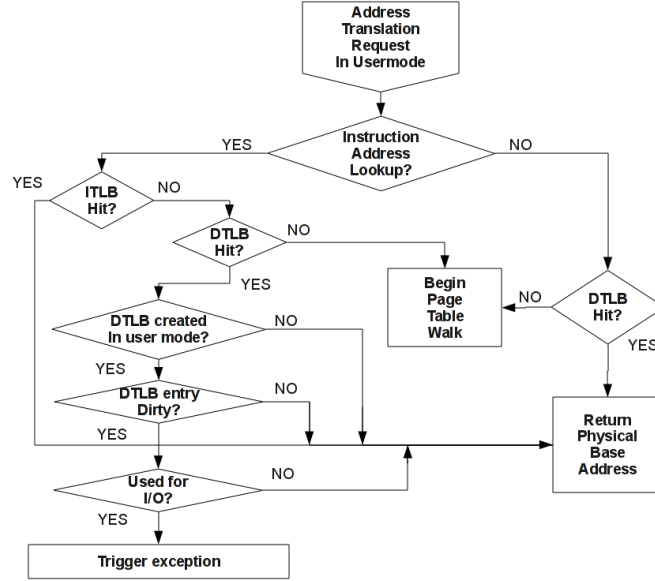 Address
Translation
Request
In Usermode
YES
Instruction
Address
Lookup?
NO
YES
ITLB
Hit?
NO
DTLB
Hit?
NO
YES
Begin
Page
Table
Walk
NO
DTLB
Hit?
YES
DTLB created
In user mode?
NO
YES
DTLB entry
Dirty?
NO
YES
Return
Physical
Base
Address
Used for
I/O?
NO
YES
Trigger exception